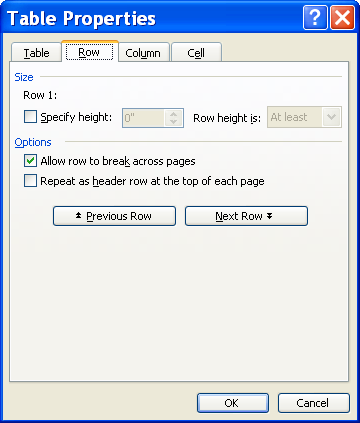 Table Properties
Table Row Column Cell
Size
Row 1:
Specify height: 0" Row height is: At least
Options
Allow row to break across pages
Repeat as header row at the top of each page
Previous Row Next Row
OK Cancel